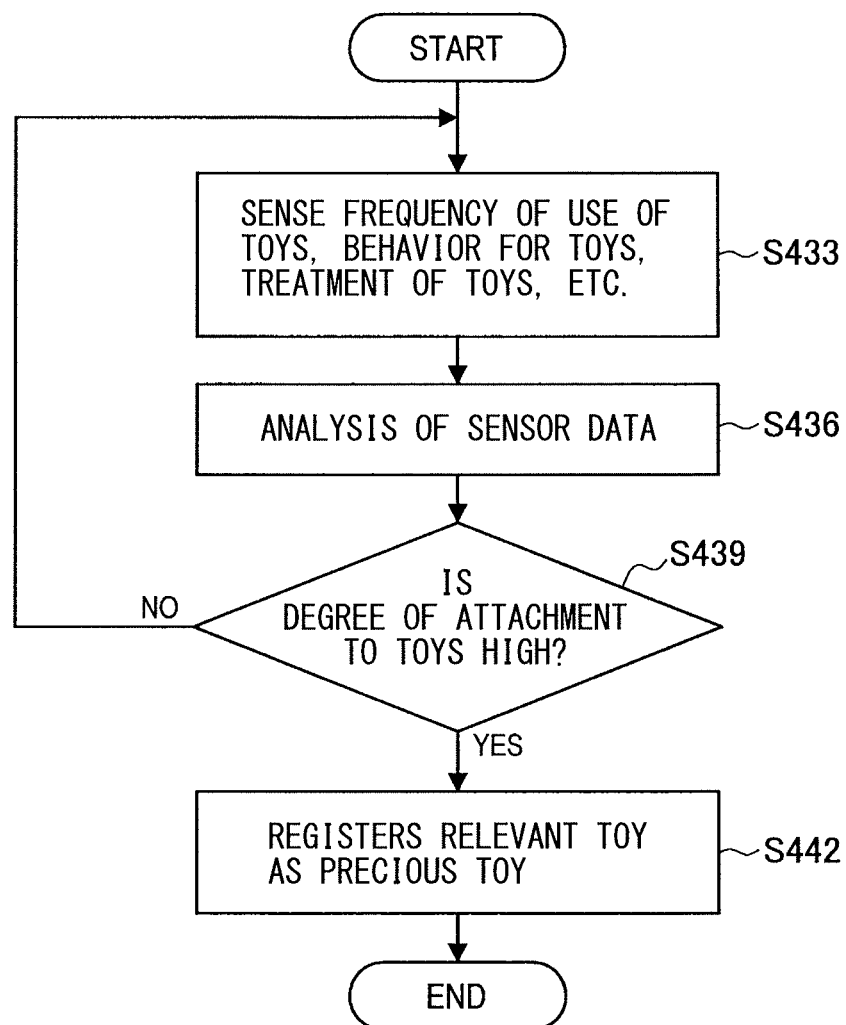 START
SENSE FREQUENCY OF USE OF
TOYS, BEHAVIOR FOR TOYS,
TREATMENT OF TOYS, ETC.
S433
ANALYSIS OF SENSOR DATA
S436
S439
IS
DEGREE OF ATTACHMENT
TO TOYS HIGH?
NO
YES
REGISTERS RELEVANT TOY
AS PRECIOUS TOY
S442
END